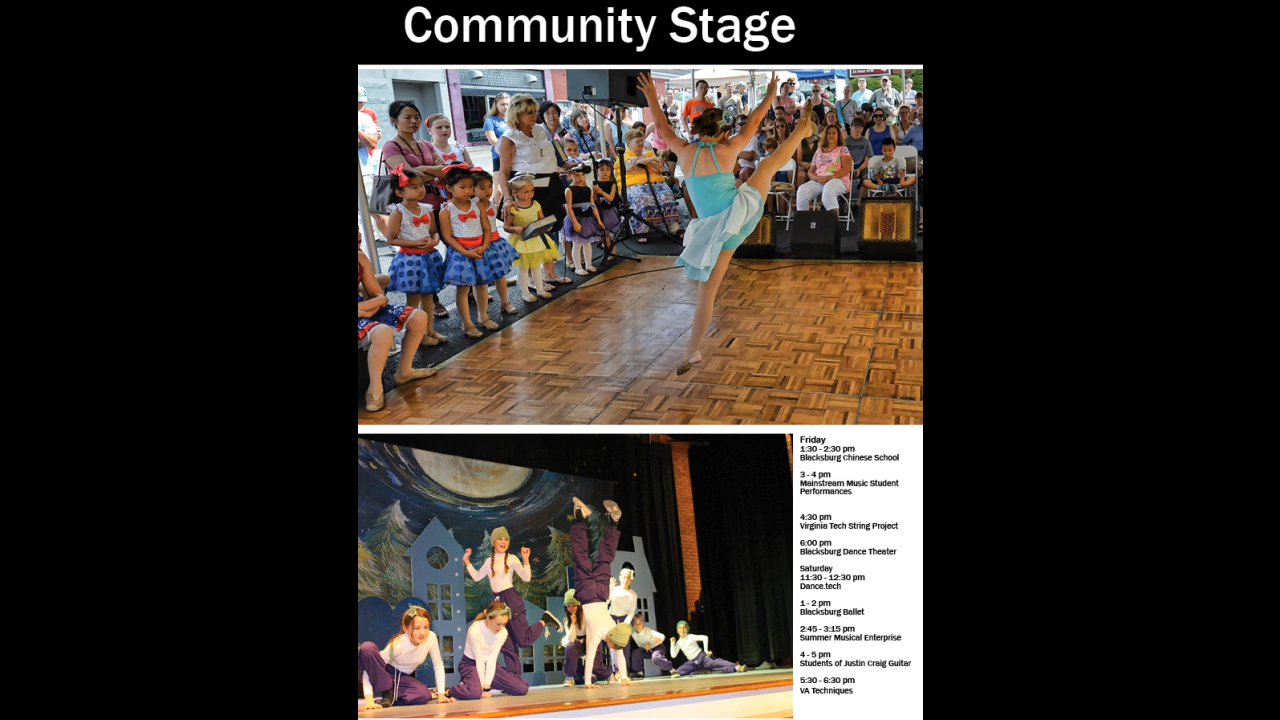 Community Stage
Friday
1:30 - 2:30 pm
Blacksburg Chinese School
3 - 4 pm
Mainstream Music Student
Performances
4:30 pm
Virginia Tech String Project
6:00 pm
Blacksburg Dance Theater
Saturday
11:30 - 12:30 pm
Dance.tech
1 - 2 pm
Blacksburg Ballet
2:45 - 3:15 pm
Summer Musical Enterprise
4 - 5 pm
Students of Justin Craig Guitar
5:30 - 6:30 pm
VA Techniques